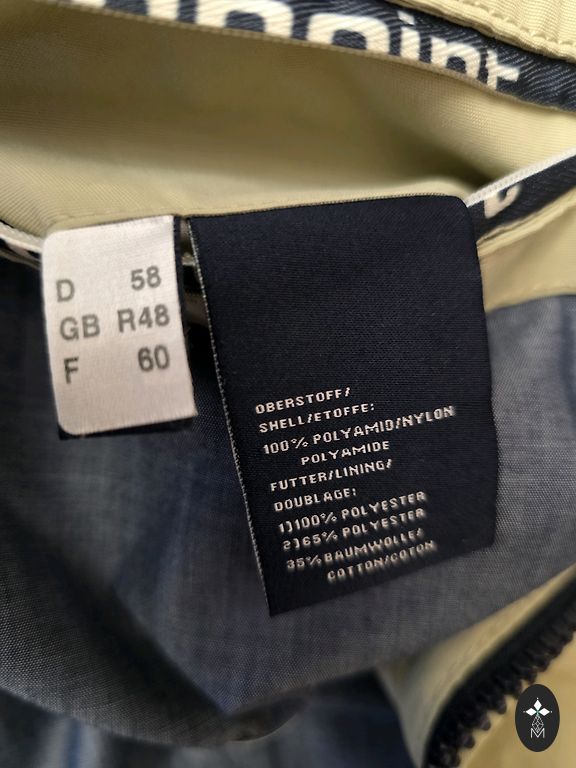 point
D 58
GB R48
F 60
OBERSTOFF/
SHELL/ETOFFE:
100% POLYAMID/NYLON
POLYAMIDE
FUTTER/LINING/
DOUBLAGE:
1)100% POLYESTER
2)65% POLYESTER
35% BAUMWOLLE/
COTTON/COTON